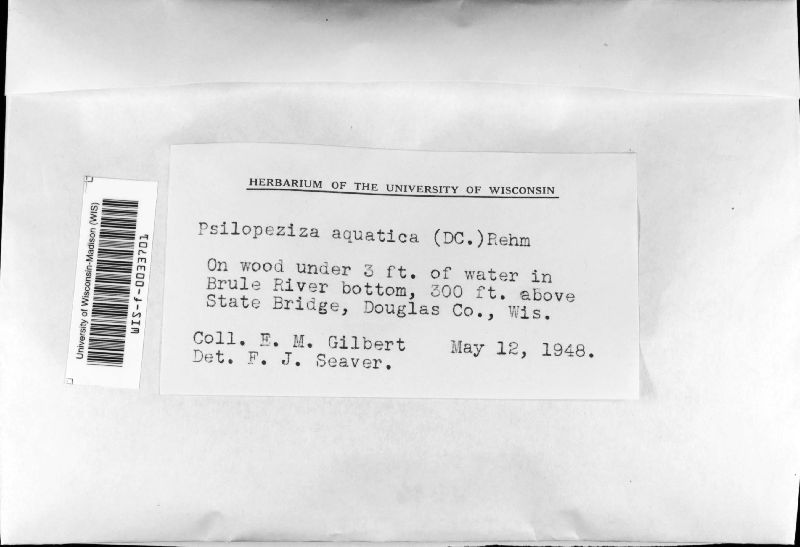 HERBARIUM OF THE UNIVERSITY OF WISCONSIN
Psilopeziza aquatica (DC.)Rehm
On wood under 3 ft. of water in
Brule River bottom, 300 ft. above
State Bridge, Douglas Co., Wis.
Coll. E. M. Gilbert May 12, 1948.
Det. F. J. Seaver.
University of Wisconsin-Madison (WIS)
WIS-f-0033701